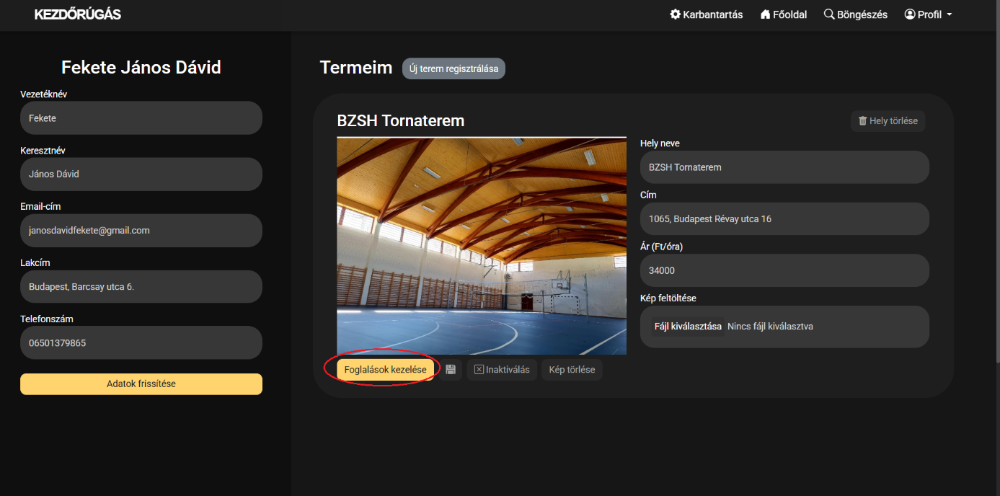 KEZDŐRÚGÁS
Karbantartás
Főoldal
Böngészés
Profil
Fekete János Dávid
Vezetéknév
Fekete
Keresztnév
János Dávid
Email-cím
janosdavidfekete@gmail.com
Lakcím
Budapest, Barcsay utca 6.
Telefonszám
06501379865
Adatok frissítése
Termeim
Új terem regisztrálása
BZSH Tornaterem
Hely törlése
Hely neve
BZSH Tornaterem
Cím
1065, Budapest Révay utca 16
Ár (Ft/óra)
34000
Kép feltöltése
Fájl kiválasztása Nincs fájl kiválasztva
Foglalások kezelése
Inaktiválás
Kép törlése